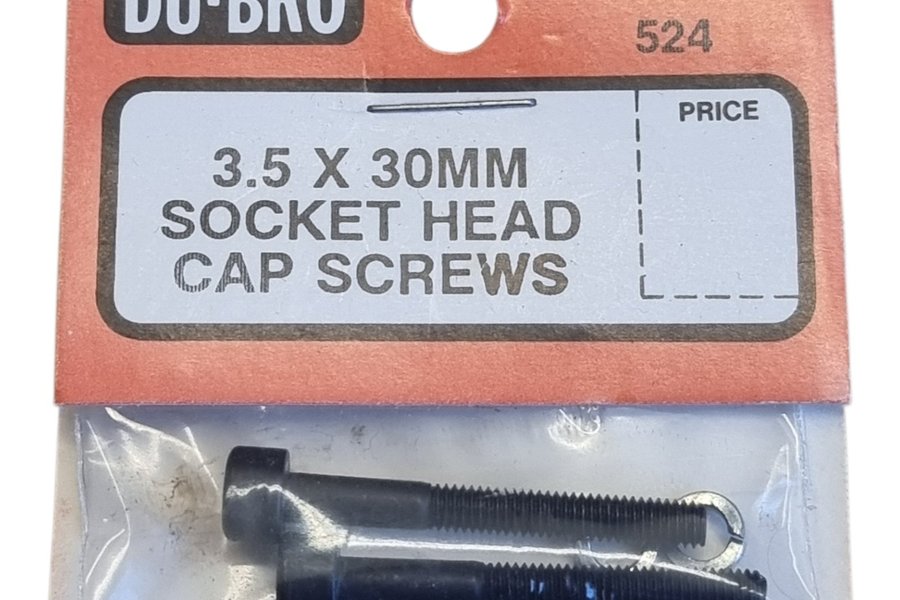 DU-BRO
524
PRICE
3.5 X 30MM
SOCKET HEAD
CAP SCREWS